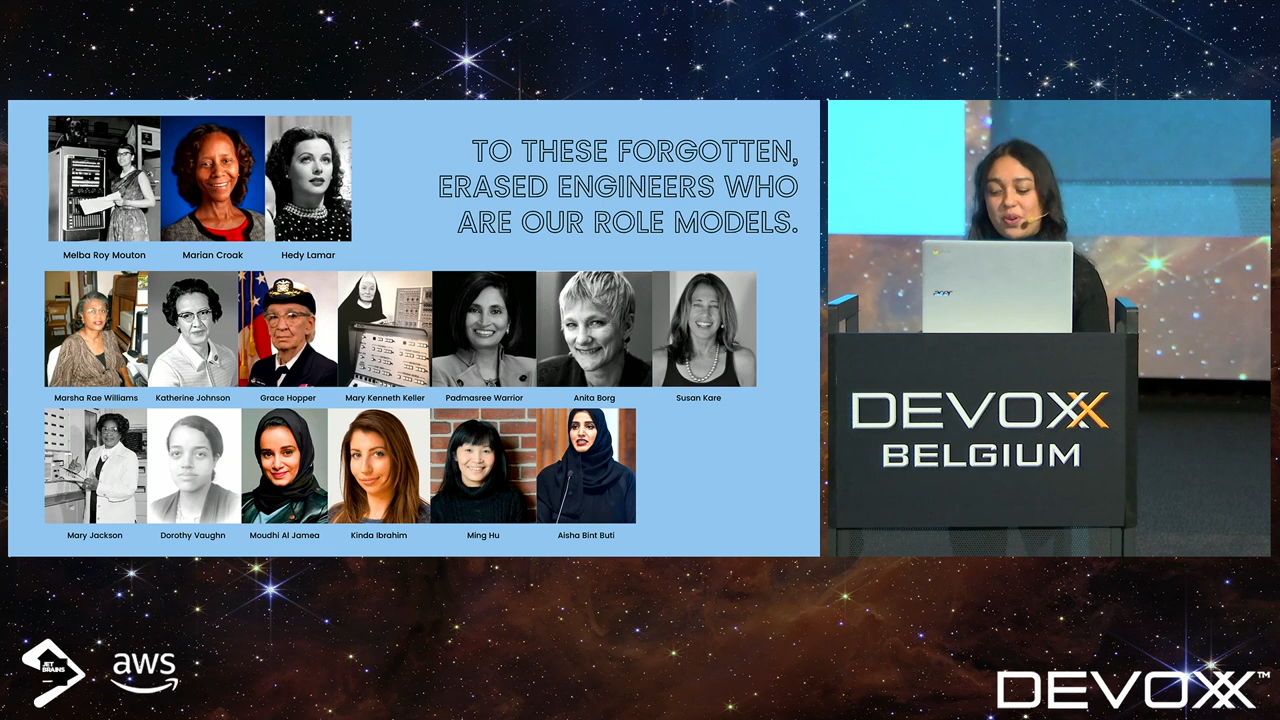 TO THESE FORGOTTEN,
ERASED ENGINEERS WHO
ARE OUR ROLE MODELS.
Melba Roy Mouton
Marian Croak
Hedy Lamar
Marsha Rae Williams
Katherine Johnson
Grace Hopper
Mary Kenneth Keller
Padmasree Warrior
Anita Borg
Susan Kare
Mary Jackson
Dorothy Vaughn
Moudhi Al Jamea
Kinda Ibrahim
Ming Hu
Aisha Bint Buti
acer
DEVOXX
BELGIUM
JET
BRAINS
aws
DEVOXX™